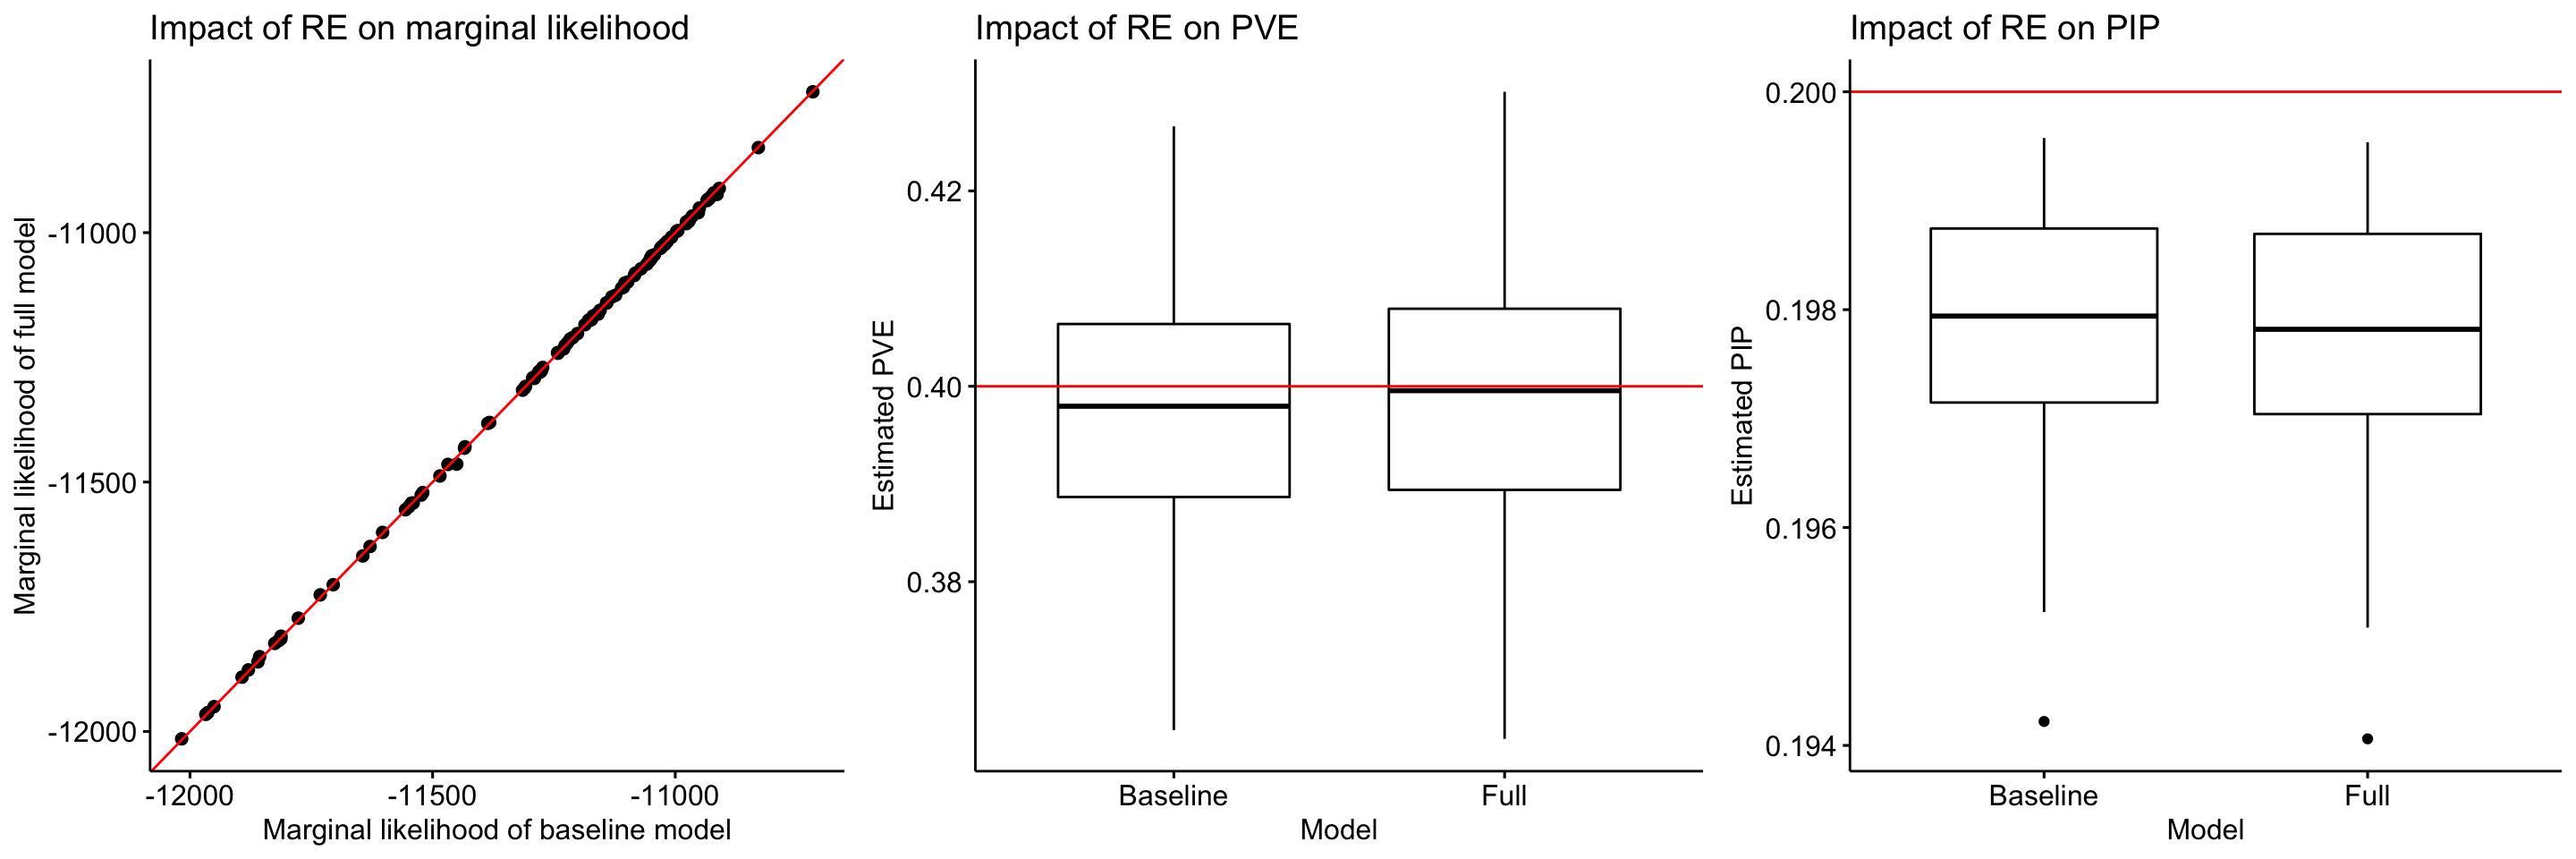 Impact of RE on marginal likelihood
Marginal likelihood of full model
-11000
-11500
-12000
-12000 -11500 -11000
Marginal likelihood of baseline model
Impact of RE on PVE
Estimated PVE
0.42
0.40
0.38
Baseline Full
Model
Impact of RE on PIP
Estimated PIP
0.200
0.198
0.196
0.194
Baseline Full
Model